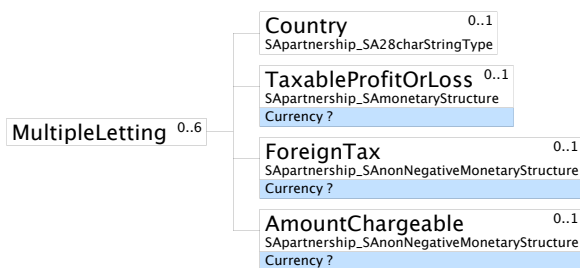 Country 0..1
SApartnership_SA28charStringType
TaxableProfitOrLoss 0..1
SApartnership_SAmonetaryStructure
Currency ?
MultipleLetting 0..6
ForeignTax 0..1
SApartnership_SAnonNegativeMonetaryStructure
Currency ?
AmountChargeable 0..1
SApartnership_SAnonNegativeMonetaryStructure
Currency ?